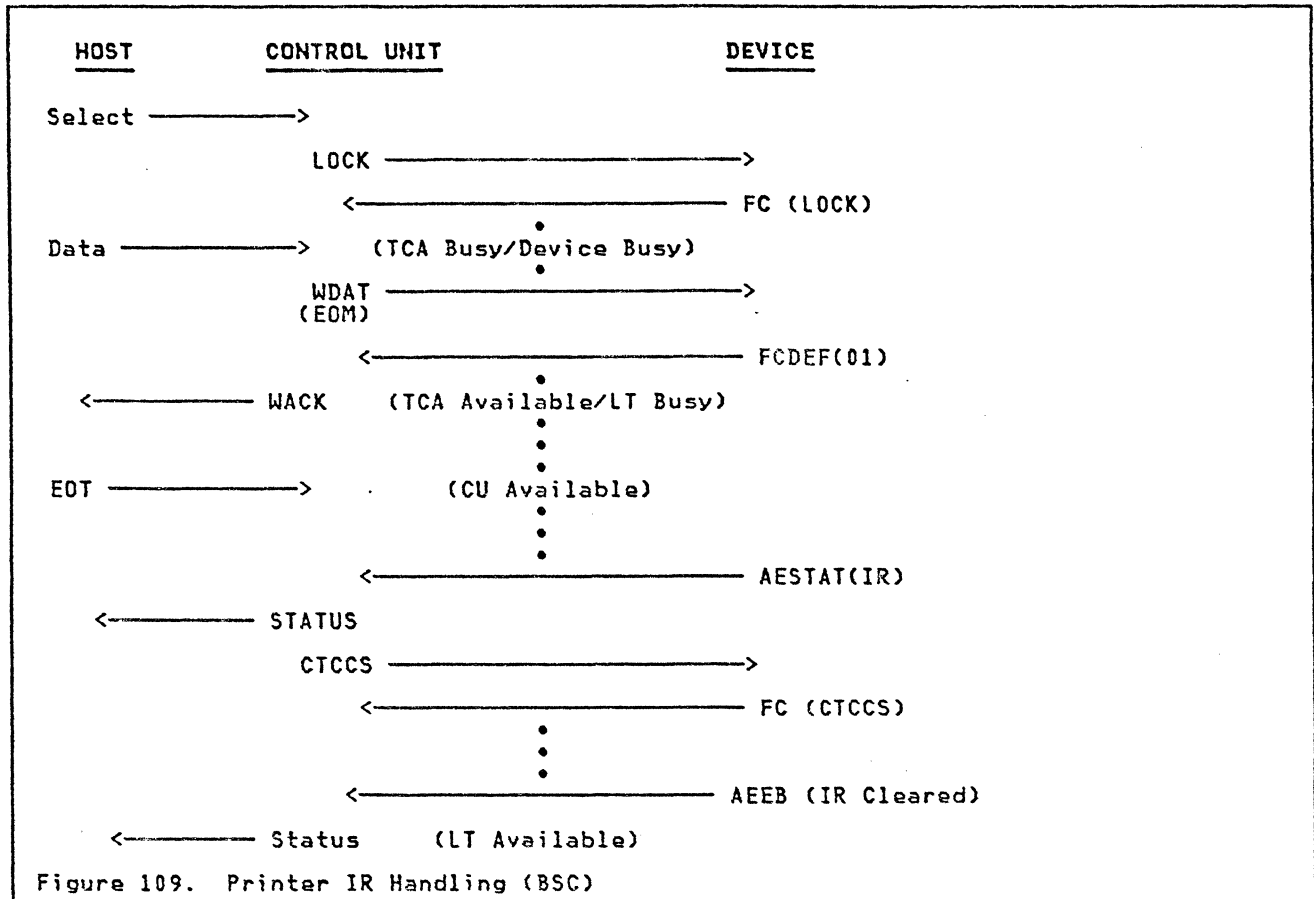 HOST CONTROL UNIT DEVICE
Select
LOCK
FC (LOCK)
Data (TCA Busy/Device Busy)
WDAT
(EOM)
FCDEF(01)
WACK (TCA Available/LT Busy)
EOT (CU Available)
AESTAT(IR)
STATUS
CTCCS
FC (CTCCS)
AEEB (IR Cleared)
Status (LT Available)
Figure 109. Printer IR Handling (BSC)